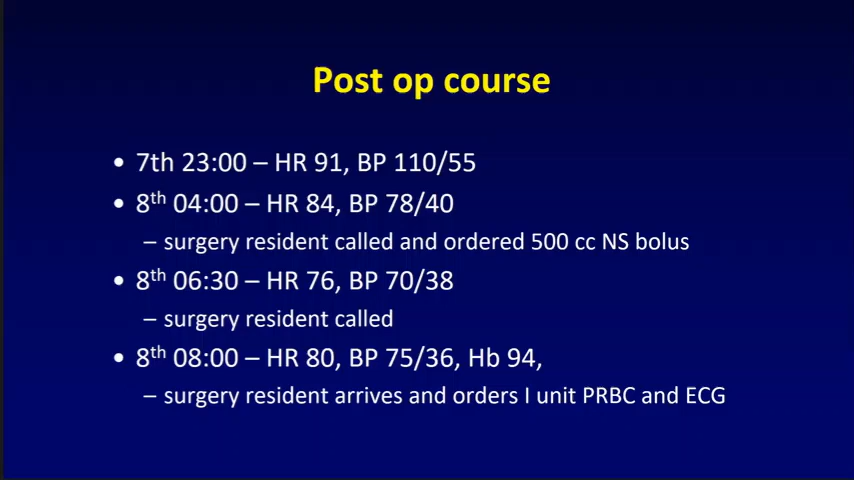 Post op course
• 7th 23:00 – HR 91, BP 110/55
• 8th 04:00 – HR 84, BP 78/40
– surgery resident called and ordered 500 cc NS bolus
• 8th 06:30 – HR 76, BP 70/38
– surgery resident called
• 8th 08:00 – HR 80, BP 75/36, Hb 94,
– surgery resident arrives and orders I unit PRBC and ECG